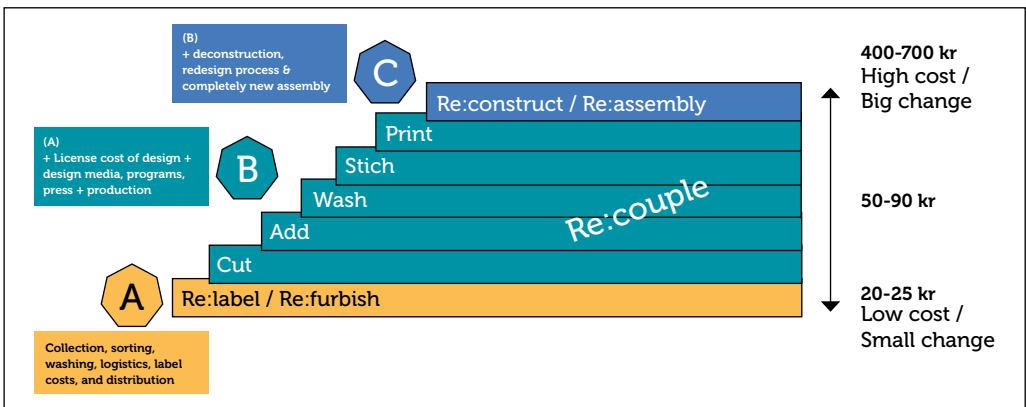 (B)
+ deconstruction,
redesign process &
completely new assembly
C
400-700 kr
High cost /
Big change
Re:construct / Re:assembly
Print
(A)
+ License cost of design +
design media, programs,
press + production
B
Stich
Wash
Re:couple
50-90 kr
Add
Cut
A
Re:label / Re:furbish
20-25 kr
Low cost /
Small change
Collection, sorting,
washing, logistics, label
costs, and distribution